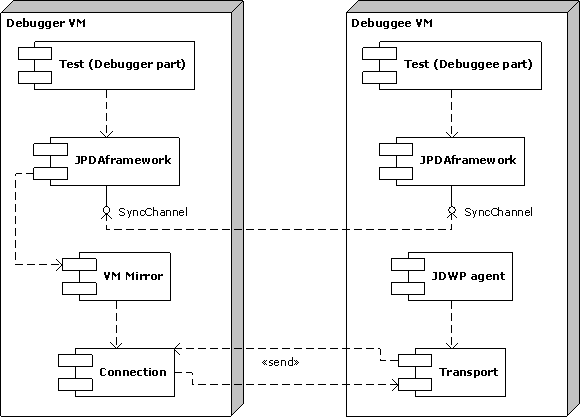 Debugger VM
Debuggee VM
Test (Debugger part)
Test (Debuggee part)
JPDAframework
JPDAframework
SyncChannel
SyncChannel
VM Mirror
JDWP agent
«send»
Connection
Transport